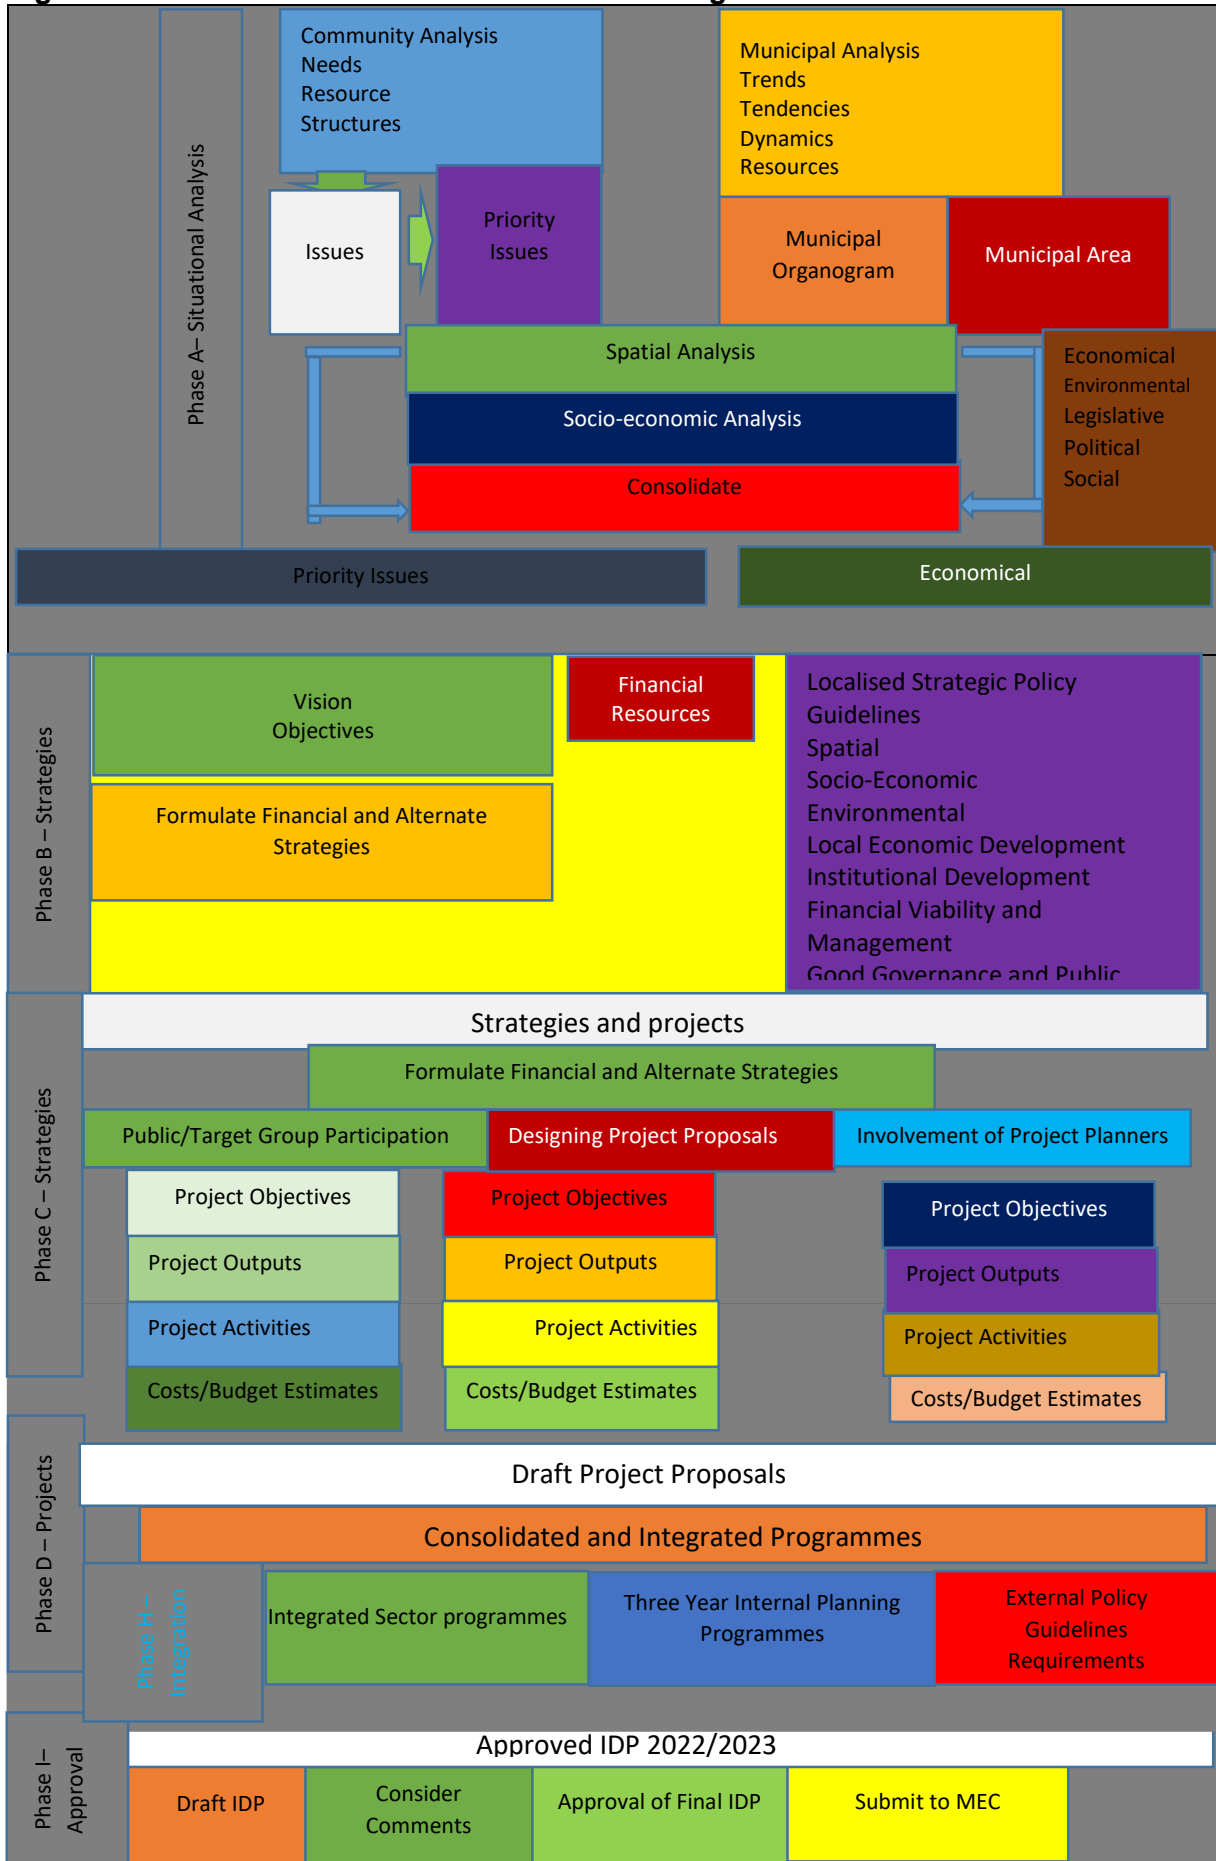 Phase A– Situational Analysis
Community Analysis
Needs
Resource
Structures
Municipal Analysis
Trends
Tendencies
Dynamics
Resources
Issues
Priority
Issues
Municipal
Organogram
Municipal Area
Spatial Analysis
Socio-economic Analysis
Consolidate
Economical
Environmental
Legislative
Political
Social
Priority Issues
Economical
Phase B – Strategies
Vision
Objectives
Financial
Resources
Formulate Financial and Alternate
Strategies
Localised Strategic Policy
Guidelines
Spatial
Socio-Economic
Environmental
Local Economic Development
Institutional Development
Financial Viability and
Management
Good Governance and Public
Phase C – Strategies
Strategies and projects
Formulate Financial and Alternate Strategies
Public/Target Group Participation
Designing Project Proposals
Involvement of Project Planners
Project Objectives
Project Outputs
Project Activities
Costs/Budget Estimates
Project Objectives
Project Outputs
Project Activities
Costs/Budget Estimates
Project Objectives
Project Outputs
Project Activities
Costs/Budget Estimates
Phase D – Projects
Draft Project Proposals
Consolidated and Integrated Programmes
Phase H –
Integration
Integrated Sector programmes
Three Year Internal Planning
Programmes
External Policy
Guidelines
Requirements
Phase I–
Approval
Approved IDP 2022/2023
Draft IDP
Consider
Comments
Approval of Final IDP
Submit to MEC